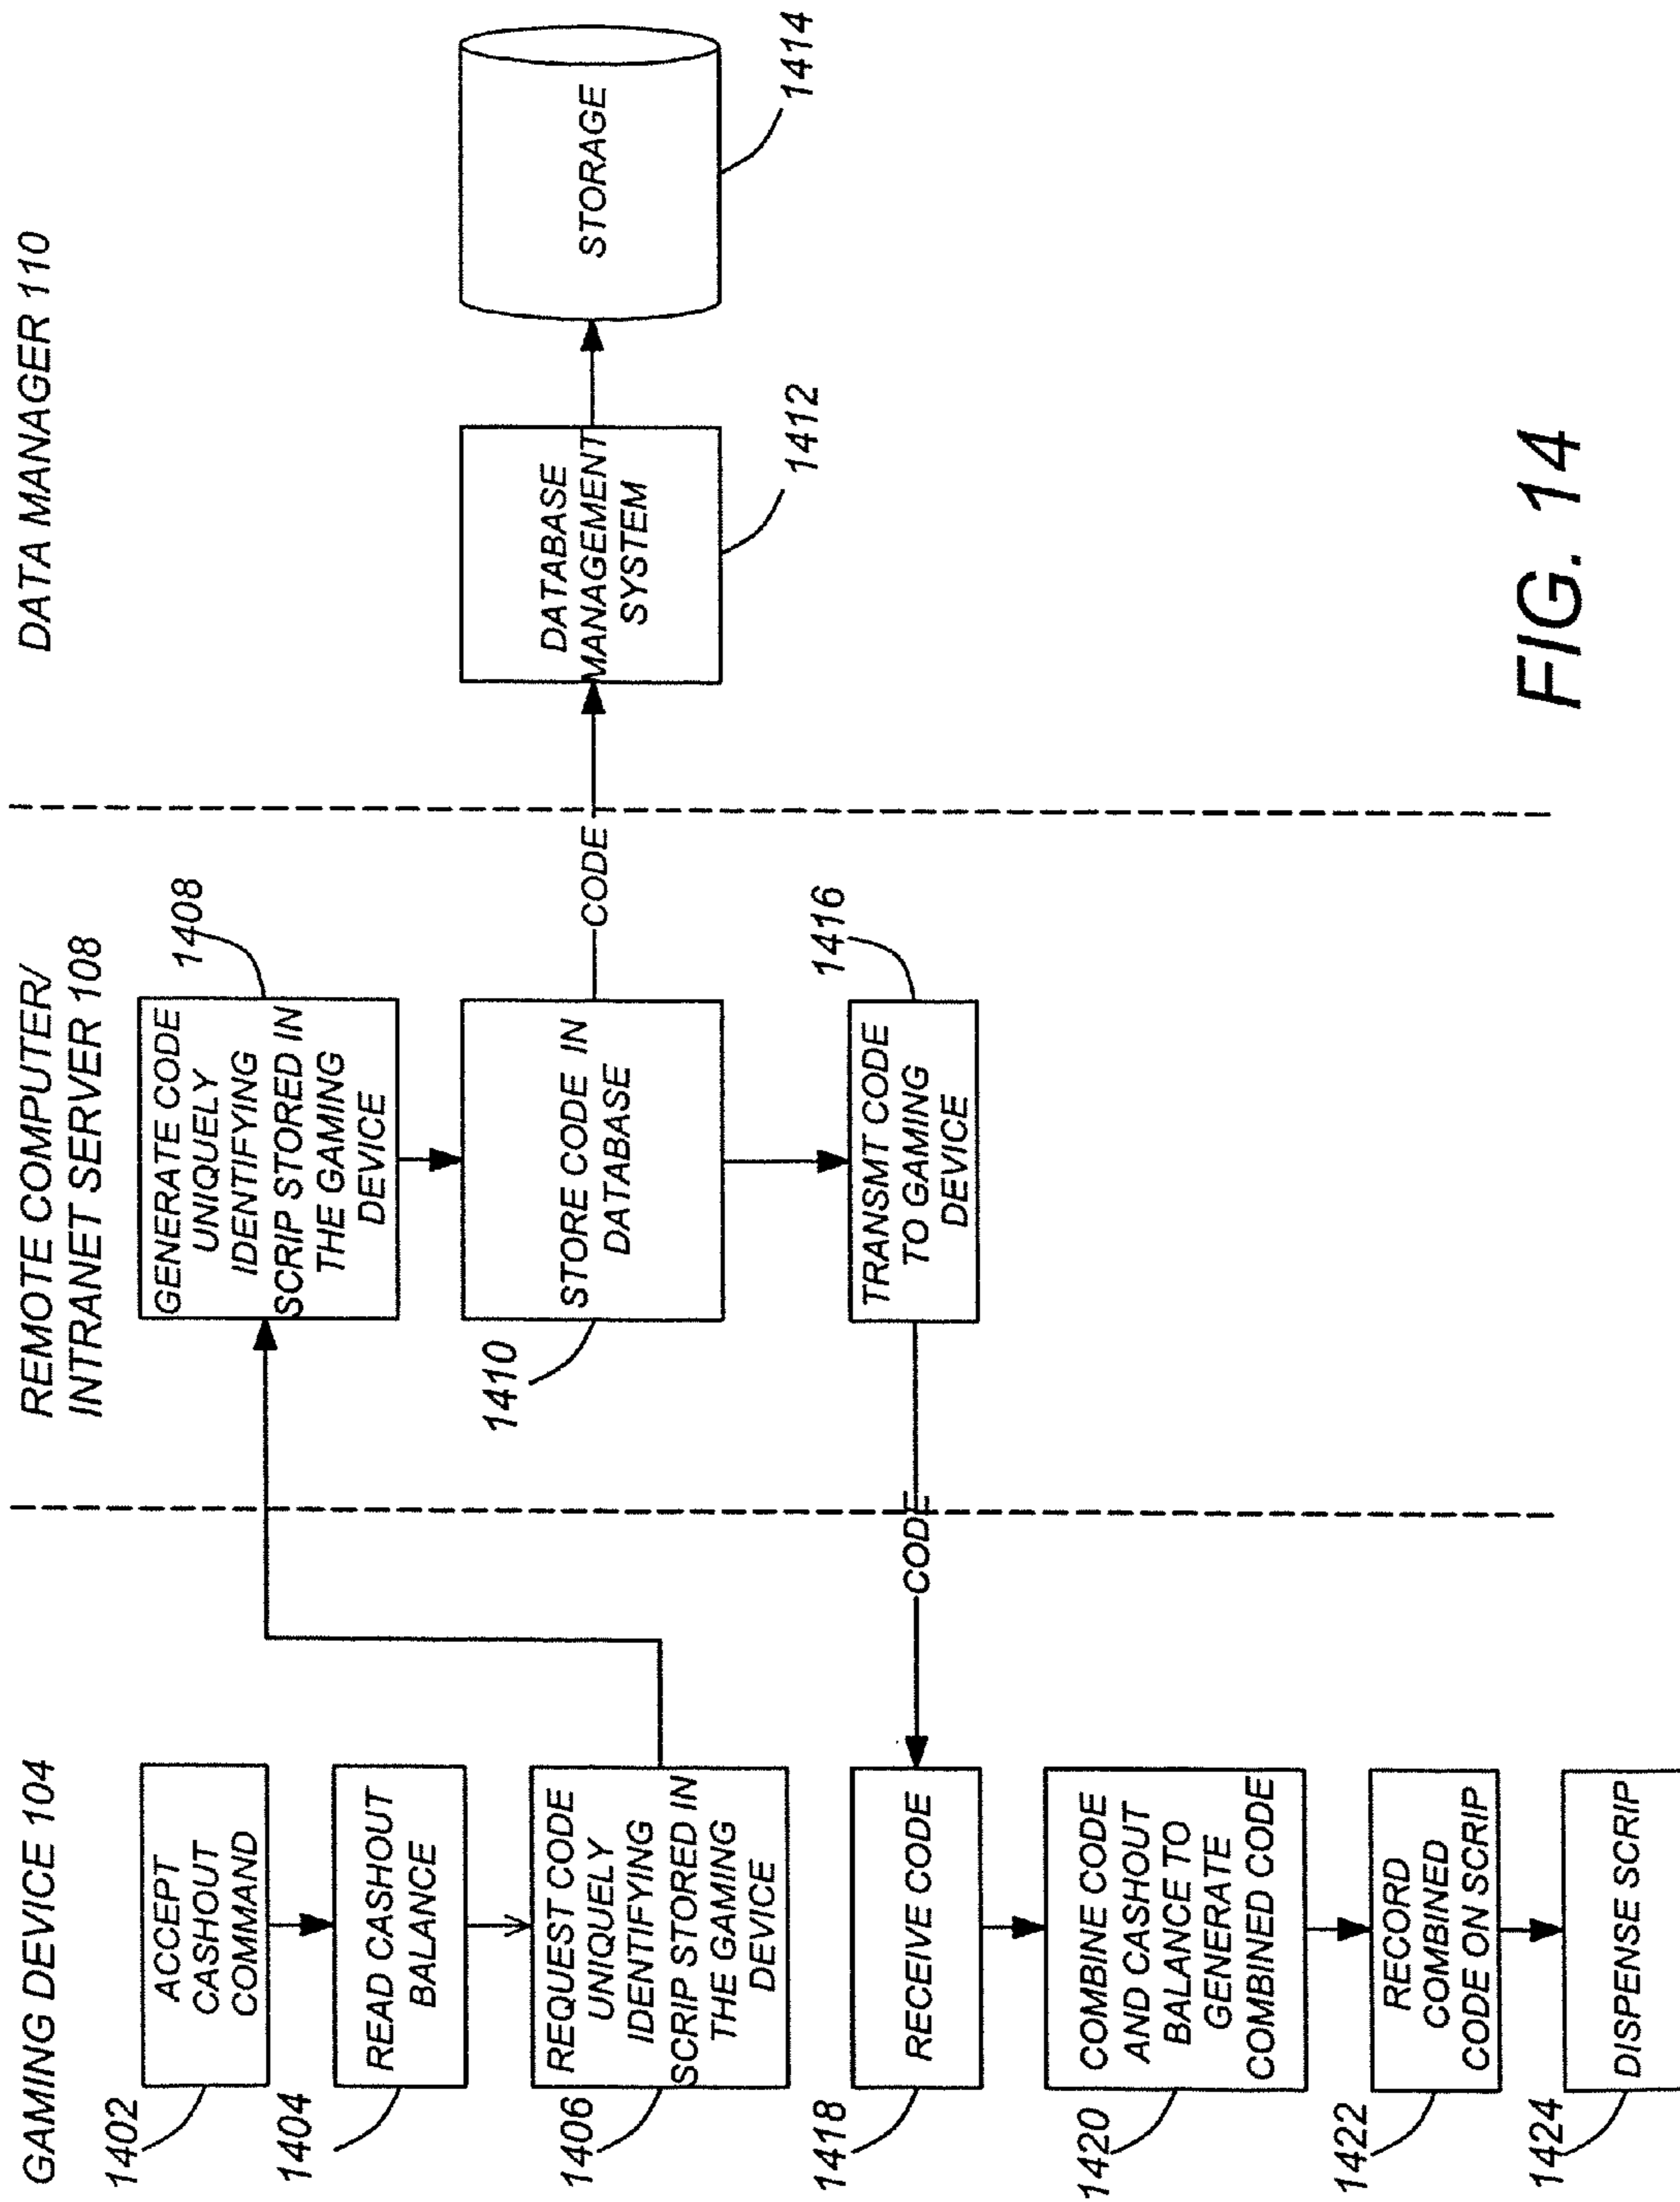 GAMING DEVICE 104
1402
ACCEPT
CASHOUT
COMMAND
1404
READ CASHOUT
BALANCE
1406
REQUEST CODE
UNIQUELY
IDENTIFYING
SCRIP STORED IN
THE GAMING
DEVICE
1418
RECEIVE CODE
1420
COMBINE CODE
AND CASHOUT
BALANCE TO
GENERATE
COMBINED CODE
1422
RECORD
COMBINED
CODE ON SCRIP
1424
DISPENSE SCRIP
REMOTE COMPUTER/
INTRANET SERVER 108
1408
GENERATE CODE
UNIQUELY
IDENTIFYING
SCRIP STORED IN
THE GAMING
DEVICE
1410
STORE CODE IN
DATABASE
CODE
1416
TRANSMT CODE
TO GAMING
DEVICE
CODE
DATA MANAGER 110
DATABASE
MANAGEMENT
SYSTEM
1412
STORAGE
1414
FIG. 14